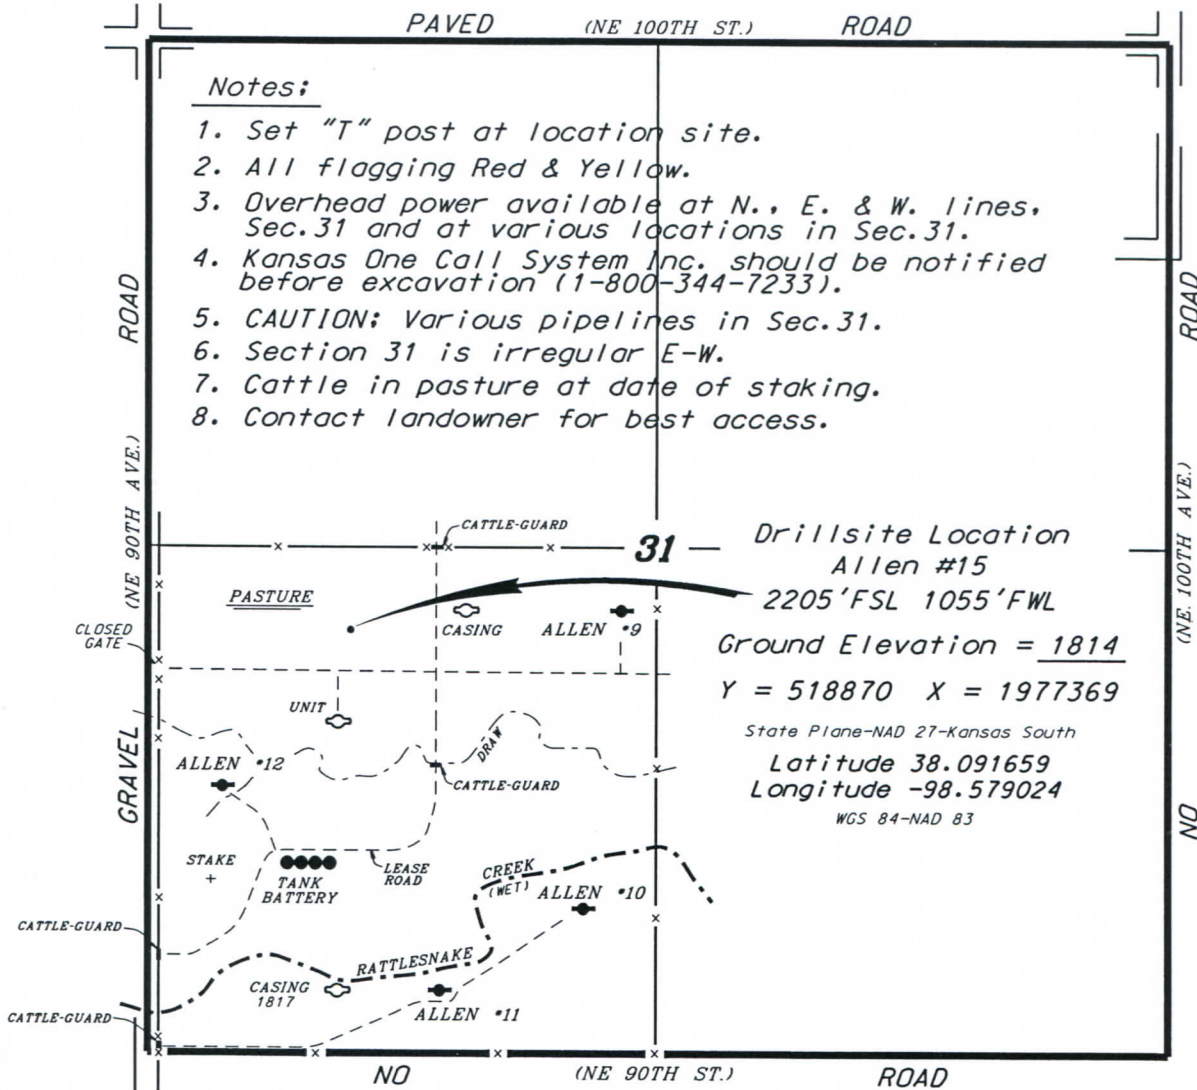 PAVED (NE 100TH ST.) ROAD
Notes:
1. Set "T" post at location site.
2. All flagging Red & Yellow.
3. Overhead power available at N., E. & W. lines,
Sec.31 and at various locations in Sec.31.
4. Kansas One Call System Inc. should be notified
before excavation (1-800-344-7233).
5. CAUTION: Various pipelines in Sec.31.
6. Section 31 is irregular E-W.
7. Cattle in pasture at date of staking.
8. Contact landowner for best access.
GRAVEL (NE 90TH AVE.) ROAD
NO (NE 100TH AVE.) ROAD
CATTLE-GUARD
31
Drillsite Location
Allen #15
2205'FSL 1055'FWL
Ground Elevation = 1814
Y = 518870 X = 1977369
State Plane-NAD 27-Kansas South
Latitude 38.091659
Longitude -98.579024
WGS 84-NAD 83
PASTURE
CASING
ALLEN #9
CLOSED
GATE
UNIT
DRAW
ALLEN #12
CATTLE-GUARD
STAKE
TANK
BATTERY
LEASE
ROAD
CREEK
(WET)
ALLEN #10
CATTLE-GUARD
RATTLESNAKE
CASING
1817
ALLEN #11
CATTLE-GUARD
NO (NE 90TH ST.) ROAD